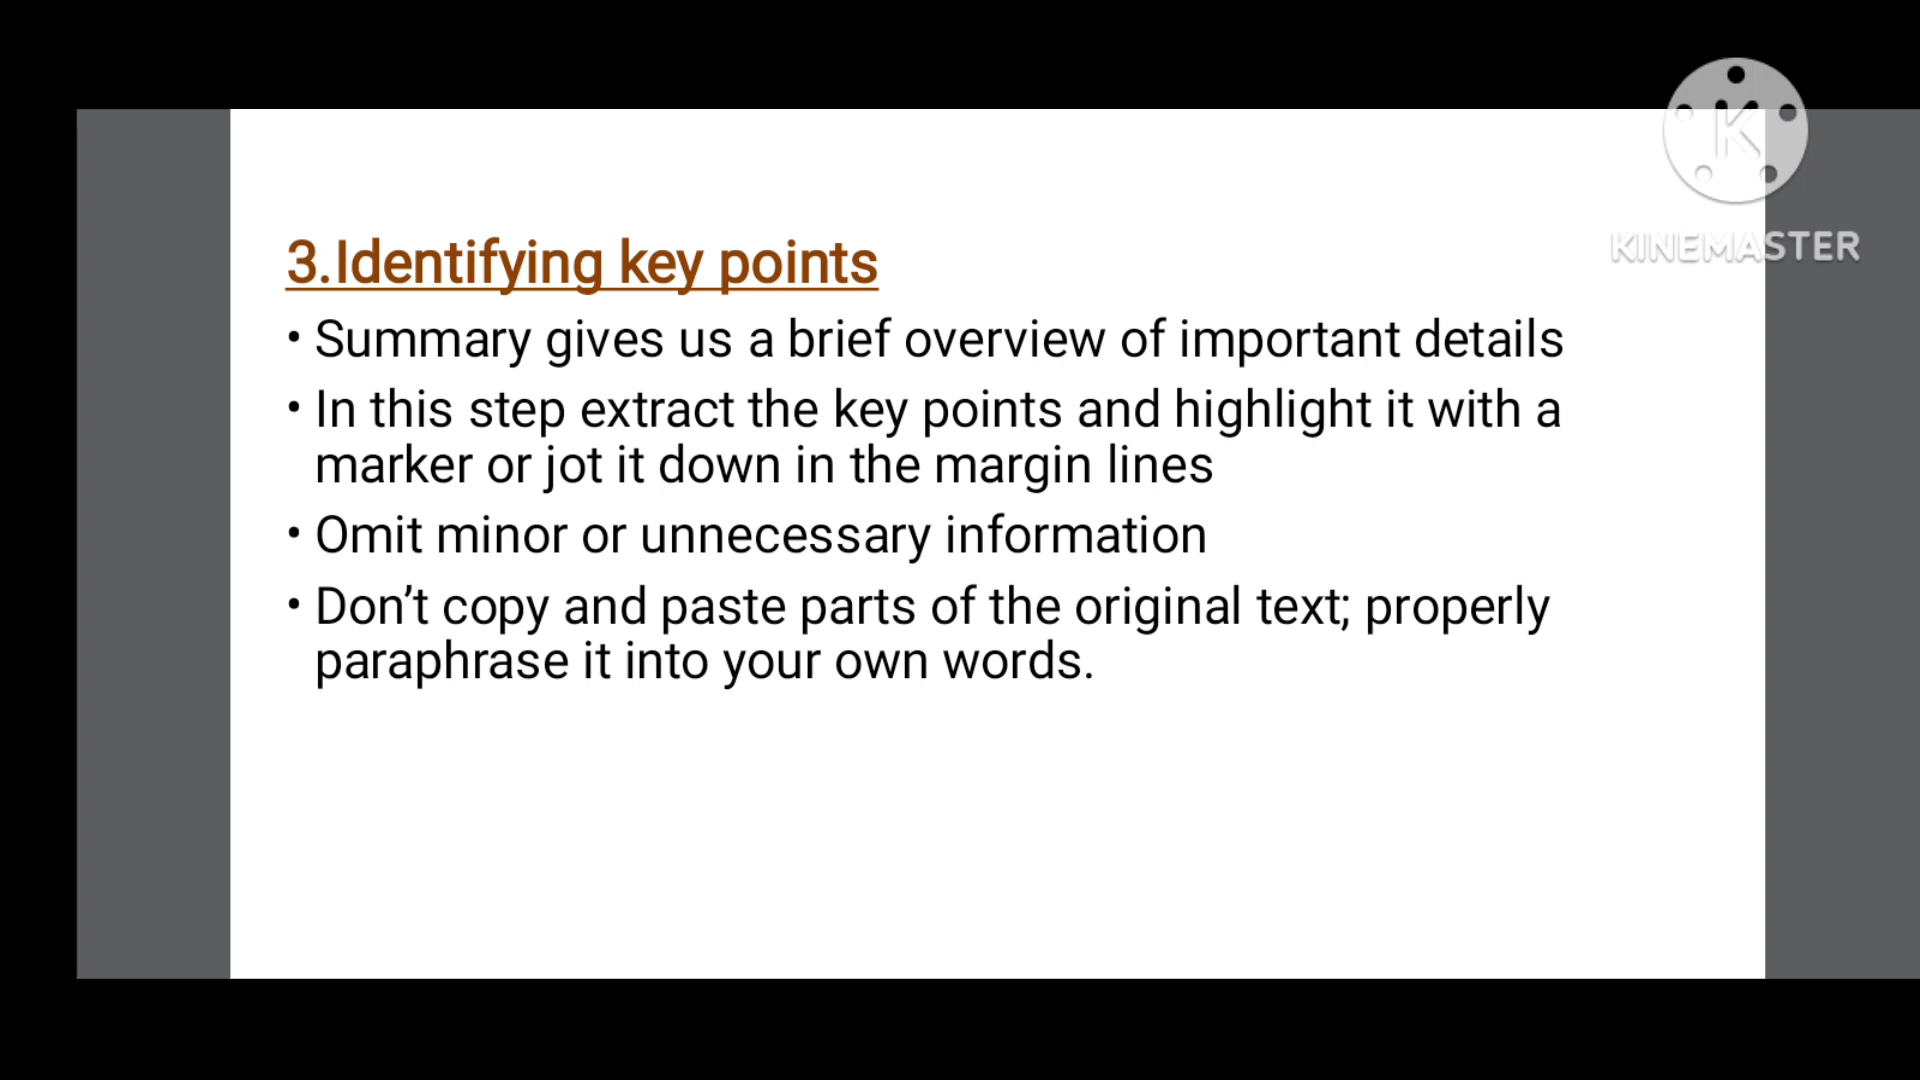 K
KINEMASTER
3.Identifying key points
• Summary gives us a brief overview of important details
• In this step extract the key points and highlight it with a
marker or jot it down in the margin lines
• Omit minor or unnecessary information
• Don’t copy and paste parts of the original text; properly
paraphrase it into your own words.